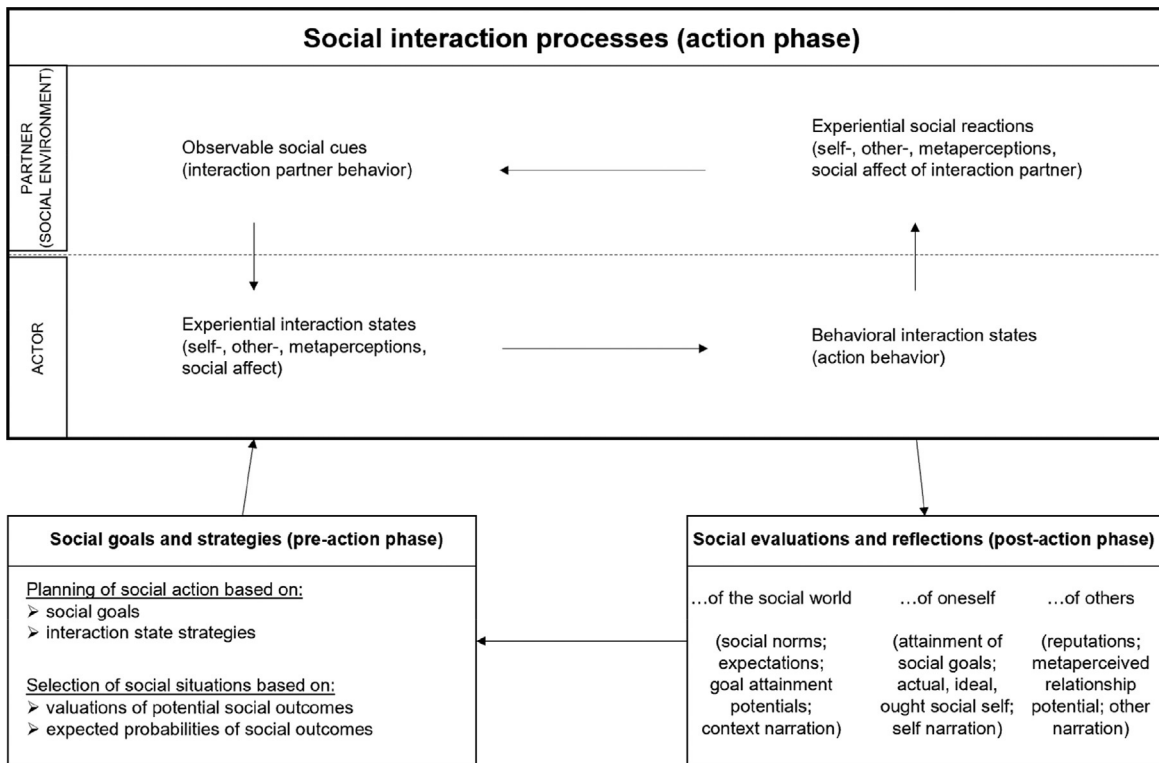 Social interaction processes (action phase)
PARTNER
(SOCIAL ENVIRONMENT)
Observable social cues
(interaction partner behavior)
Experiential social reactions
(self-, other-, metaperceptions,
social affect of interaction partner)
ACTOR
Experiential interaction states
(self-, other-, metaperceptions,
social affect)
Behavioral interaction states
(action behavior)
Social goals and strategies (pre-action phase)
Planning of social action based on:
➢ social goals
➢ interaction state strategies
Selection of social situations based on:
➢ valuations of potential social outcomes
➢ expected probabilities of social outcomes
Social evaluations and reflections (post-action phase)
…of the social world
(social norms;
expectations;
goal attainment
potentials;
context narration)
…of oneself
(attainment of
social goals;
actual, ideal,
ought social self;
self narration)
…of others
(reputations;
metaperceived
relationship
potential; other
narration)